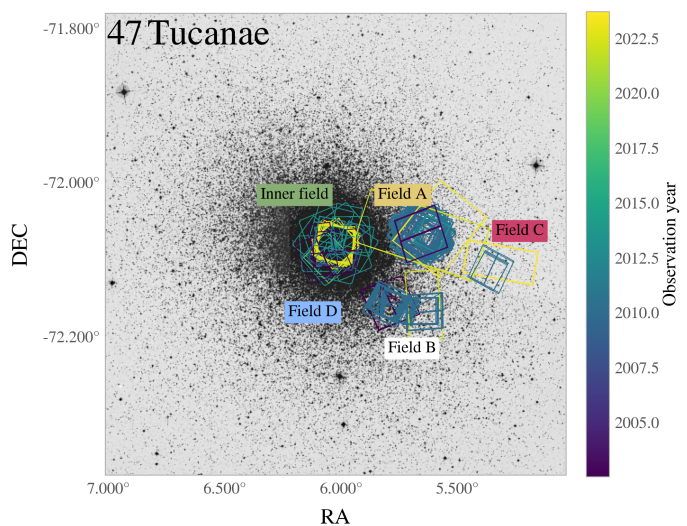 47 Tucanae
-71.800°
-72.000°
-72.200°
DEC
Inner field
Field A
Field C
Field D
Field B
7.000°
6.500°
6.000°
5.500°
RA
2022.5
2020.0
2017.5
2015.0
2012.5
2010.0
2007.5
2005.0
Observation year